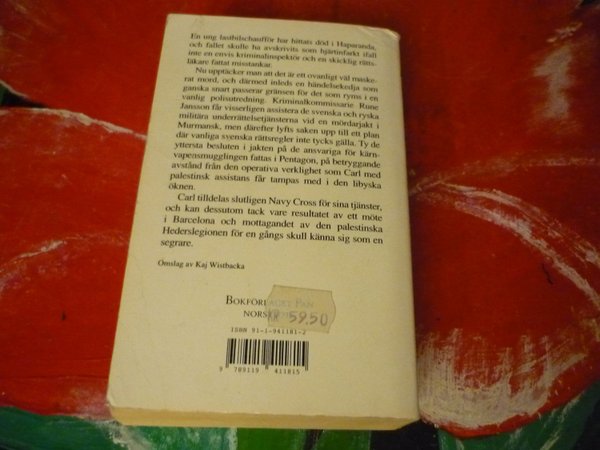 En ung lastbilschaufför har hittats död i Haparanda,
och fallet skulle ha avskrivits som hjärtinfarkt ifall
inte en envis kriminalinspektör och en skicklig rätts-
läkare fattat misstankar.
Nu upptäcker man att det är ett ovanligt väl maske-
rat mord, och därmed inleds en händelsekedja som
ganska snart passerar gränsen för det som ryms i en
vanlig polisutredning. Kriminalkommissarie Rune
Jansson får visserligen assistera de svenska och ryska
militära underrättelsetjänsterna vid en mördarjakt i
Murmansk, men därefter lyfts saken upp till ett plan
där vanliga svenska rättsregler inte tycks gälla. Ty de
yttersta besluten i jakten på de ansvariga för kärn-
vapensmugglingen fattas i Pentagon, på betryggande
avstånd från den operativa verklighet som Carl med
palestinsk assistans får tampas med i den libyska
öknen.
Carl tilldelas slutligen Navy Cross för sina tjänster,
och kan dessutom tack vare resultatet av ett möte
i Barcelona och mottagandet av den palestinska
Hederslegionen för en gångs skull känna sig som en
segrare.
Omslag av Kaj Wistbacka
BOKFÖRLAGET PAN
NORS
KR 59.50
ISBN 91-1-941181-2
9 789119 411815